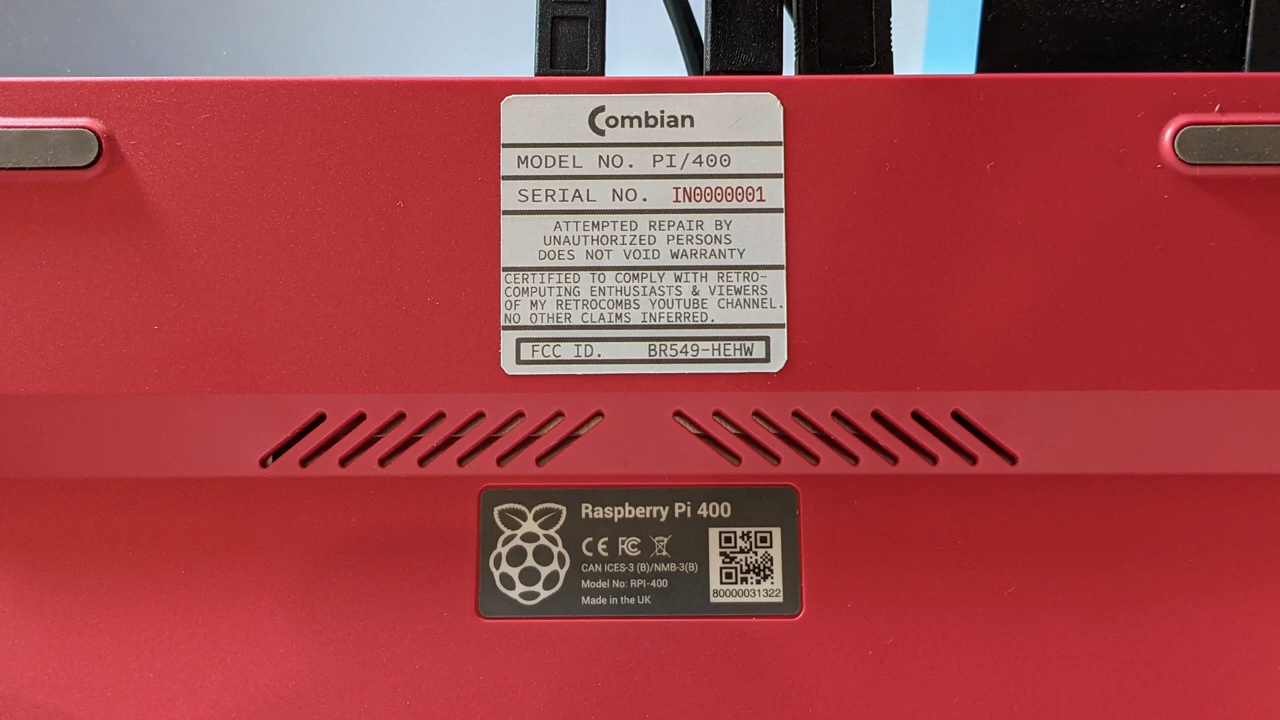 Combian
MODEL NO. PI/400
SERIAL NO. IN0000001
ATTEMPTED REPAIR BY
UNAUTHORIZED PERSONS
DOES NOT VOID WARRANTY
CERTIFIED TO COMPLY WITH RETRO-
COMPUTING ENTHUSIASTS & VIEWERS
OF MY RETROCOMBS YOUTUBE CHANNEL.
NO OTHER CLAIMS INFERRED.
FCC ID. BR549-HEHW
Raspberry Pi 400
CE FC
CAN ICES-3 (B)/NMB-3(B)
Model No: RPI-400
Made in the UK
80000031322